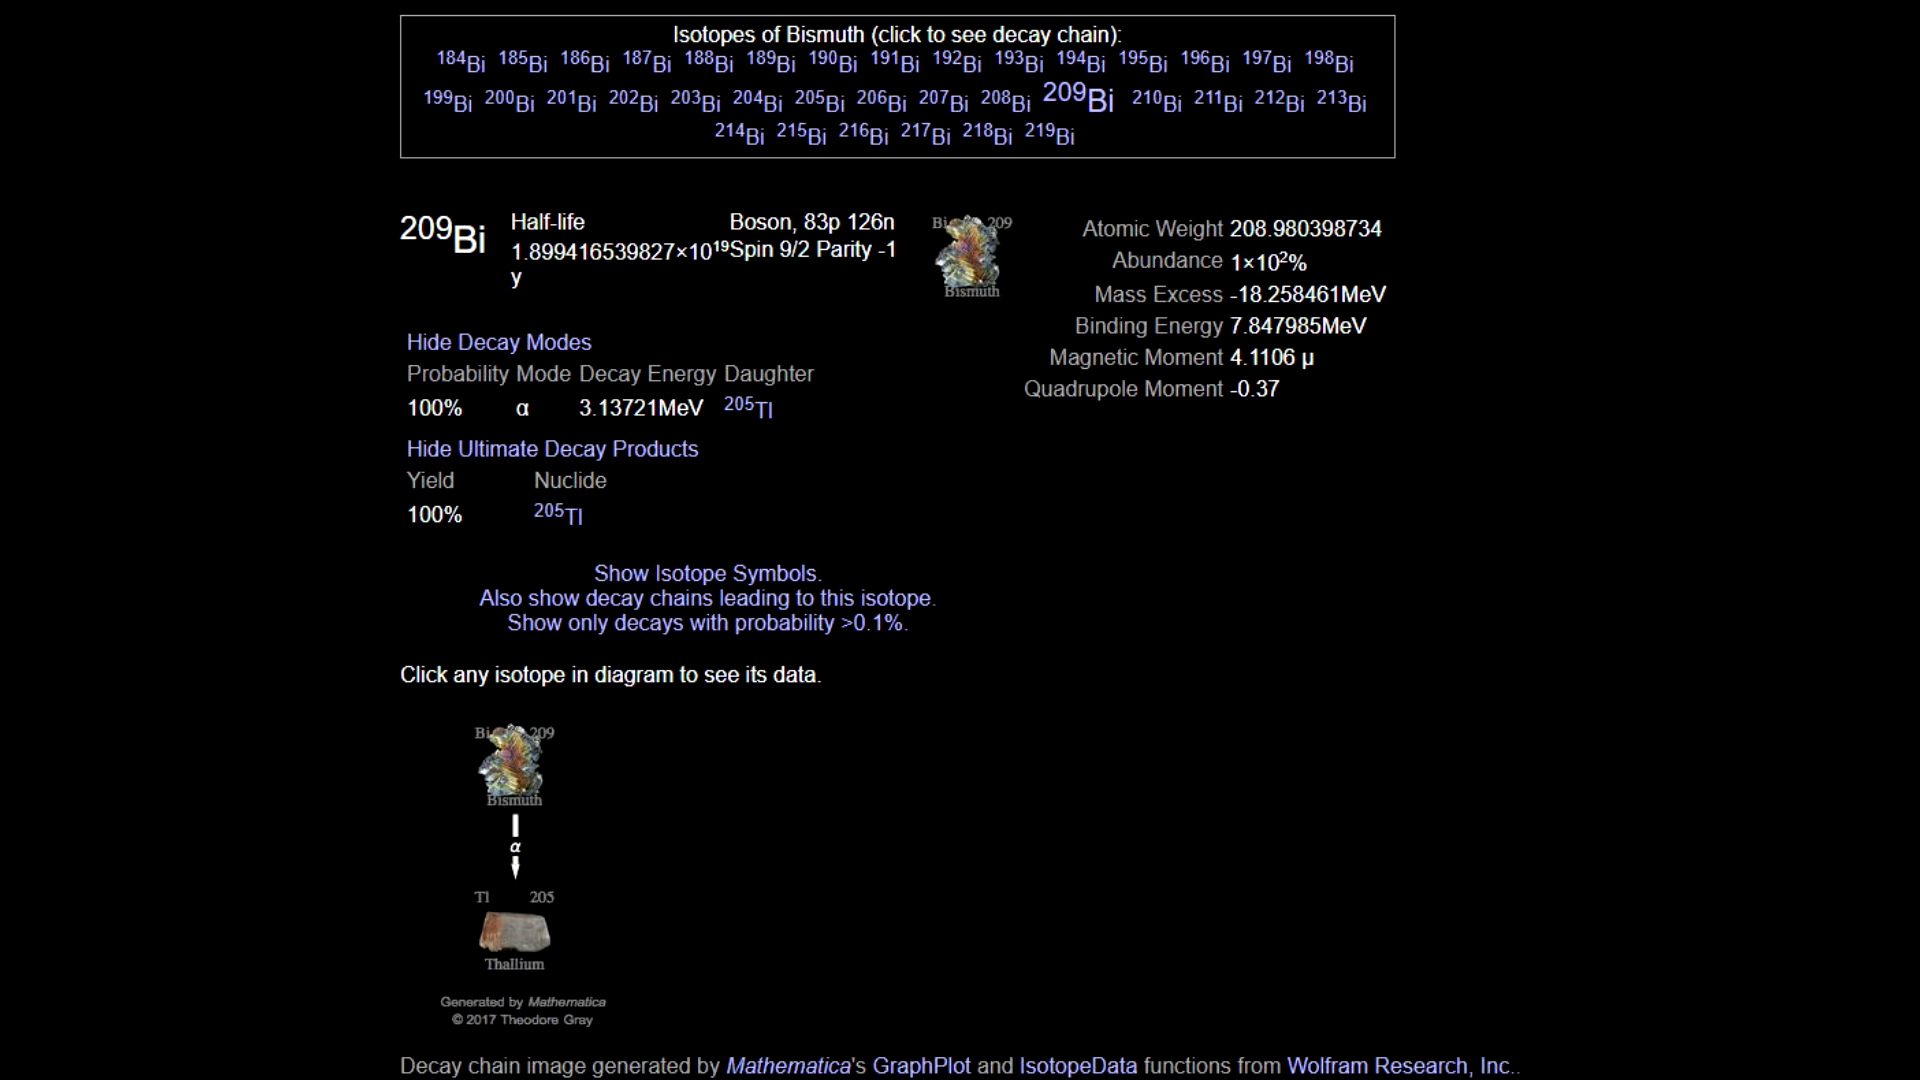 Isotopes of Bismuth (click to see decay chain):
184Bi 185Bi 186Bi 187Bi 188Bi 189Bi 190Bi 191Bi 192Bi 193Bi 194Bi 195Bi 196Bi 197Bi 198Bi
199Bi 200Bi 201Bi 202Bi 203Bi 204Bi 205Bi 206Bi 207Bi 208Bi 209Bi 210Bi 211Bi 212Bi 213Bi
214Bi 215Bi 216Bi 217Bi 218Bi 219Bi
209Bi
Half-life
1.899416539827×10¹⁹
y
Boson, 83p 126n
Spin 9/2 Parity -1
Bi 209
Bismuth
Atomic Weight 208.980398734
Abundance 1×10²%
Mass Excess -18.258461MeV
Binding Energy 7.847985MeV
Magnetic Moment 4.1106 μ
Quadrupole Moment -0.37
Hide Decay Modes
Probability Mode Decay Energy Daughter
100% α 3.13721MeV 205Tl
Hide Ultimate Decay Products
Yield Nuclide
100% 205Tl
Show Isotope Symbols.
Also show decay chains leading to this isotope.
Show only decays with probability >0.1%.
Click any isotope in diagram to see its data.
Bi 209
Bismuth
α
Tl 205
Thallium
Generated by Mathematica
© 2017 Theodore Gray
Decay chain image generated by Mathematica's GraphPlot and IsotopeData functions from Wolfram Research, Inc..